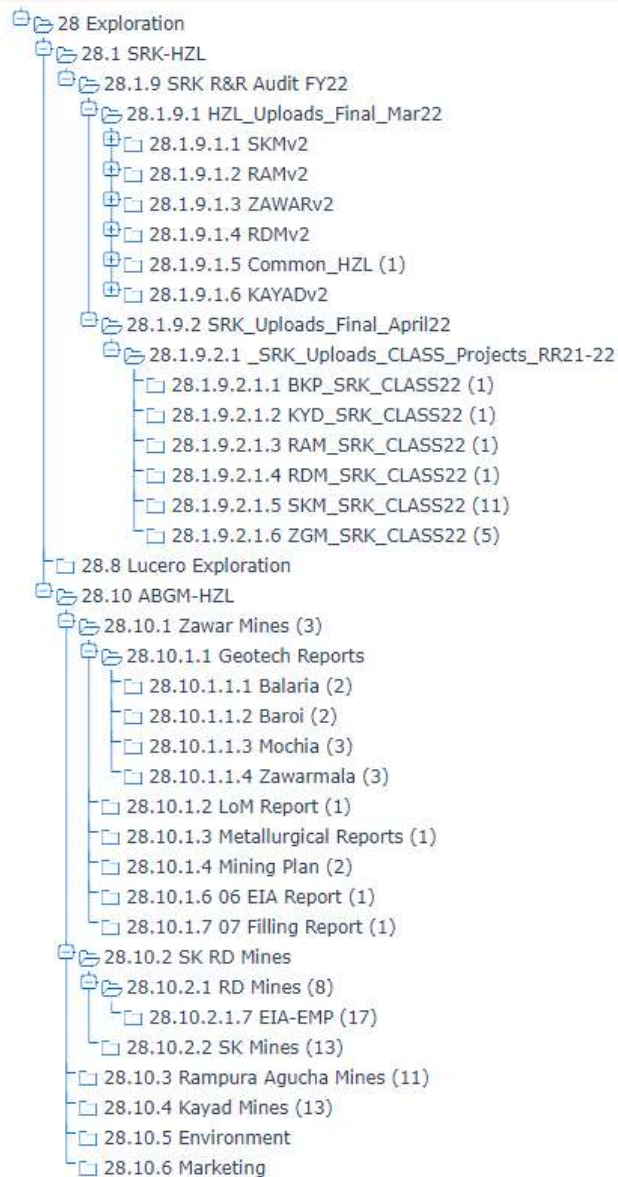 28 Exploration
28.1 SRK-HZL
28.1.9 SRK R&R Audit FY22
28.1.9.1 HZL_Uploads_Final_Mar22
28.1.9.1.1 SKMv2
28.1.9.1.2 RAMv2
28.1.9.1.3 ZAWARv2
28.1.9.1.4 RDMv2
28.1.9.1.5 Common_HZL (1)
28.1.9.1.6 KAYADv2
28.1.9.2 SRK_Uploads_Final_April22
28.1.9.2.1 _SRK_Uploads_CLASS_Projects_RR21-22
28.1.9.2.1.1 BKP_SRK_CLASS22 (1)
28.1.9.2.1.2 KYD_SRK_CLASS22 (1)
28.1.9.2.1.3 RAM_SRK_CLASS22 (1)
28.1.9.2.1.4 RDM_SRK_CLASS22 (1)
28.1.9.2.1.5 SKM_SRK_CLASS22 (11)
28.1.9.2.1.6 ZGM_SRK_CLASS22 (5)
28.8 Lucero Exploration
28.10 ABGM-HZL
28.10.1 Zawar Mines (3)
28.10.1.1 Geotech Reports
28.10.1.1.1 Balaria (2)
28.10.1.1.2 Baroi (2)
28.10.1.1.3 Mochia (3)
28.10.1.1.4 Zawarmala (3)
28.10.1.2 LoM Report (1)
28.10.1.3 Metallurgical Reports (1)
28.10.1.4 Mining Plan (2)
28.10.1.6 06 EIA Report (1)
28.10.1.7 07 Filling Report (1)
28.10.2 SK RD Mines
28.10.2.1 RD Mines (8)
28.10.2.1.7 EIA-EMP (17)
28.10.2.2 SK Mines (13)
28.10.3 Rampura Agucha Mines (11)
28.10.4 Kayad Mines (13)
28.10.5 Environment
28.10.6 Marketing